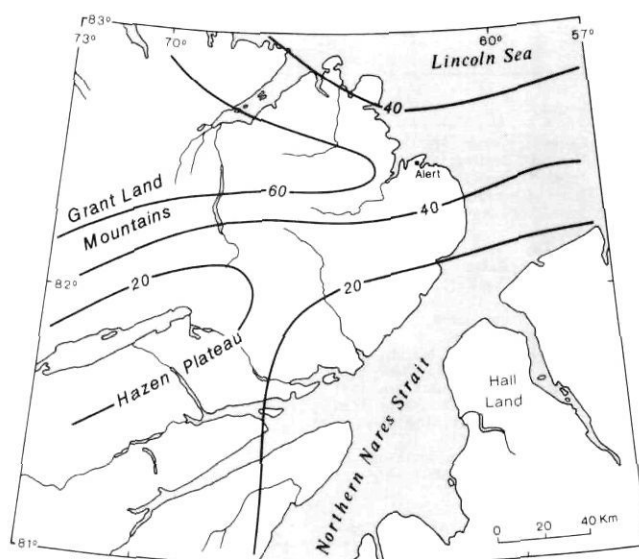 83°
73°
70°
60°
57°
Lincoln Sea
40
Alert
60
Grant Land
Mountains
40
82°
20
20
Hazen Plateau
Hall
Land
Northern Nares Strait
0 20 40 Km
81°